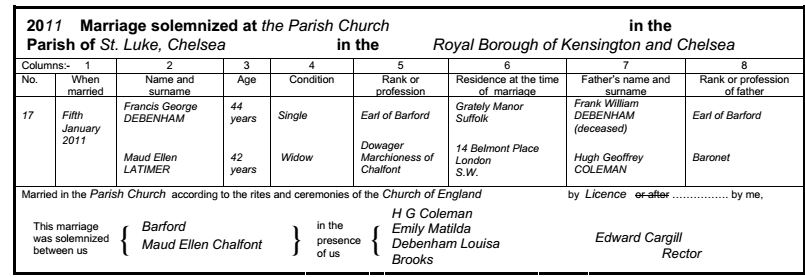 2011 Marriage solemnized at the Parish Church in the
Parish of St. Luke, Chelsea in the Royal Borough of Kensington and Chelsea
Columns:- 1 2 3 4 5 6 7 8
No. When married Name and surname Age Condition Rank or profession Residence at the time of marriage Father's name and surname Rank or profession of father
17 Fifth January 2011 Francis George DEBENHAM 44 years Single Earl of Barford Grately Manor Suffolk Frank William DEBENHAM (deceased) Earl of Barford
Maud Ellen LATIMER 42 years Widow Dowager Marchioness of Chalfont 14 Belmont Place London S.W. Hugh Geoffrey COLEMAN Baronet
Married in the Parish Church according to the rites and ceremonies of the Church of England by Licence or after ................ by me,
This marriage was solemnized between us { Barford Maud Ellen Chalfont } in the presence of us { H G Coleman Emily Matilda Debenham Louisa Brooks Edward Cargill Rector